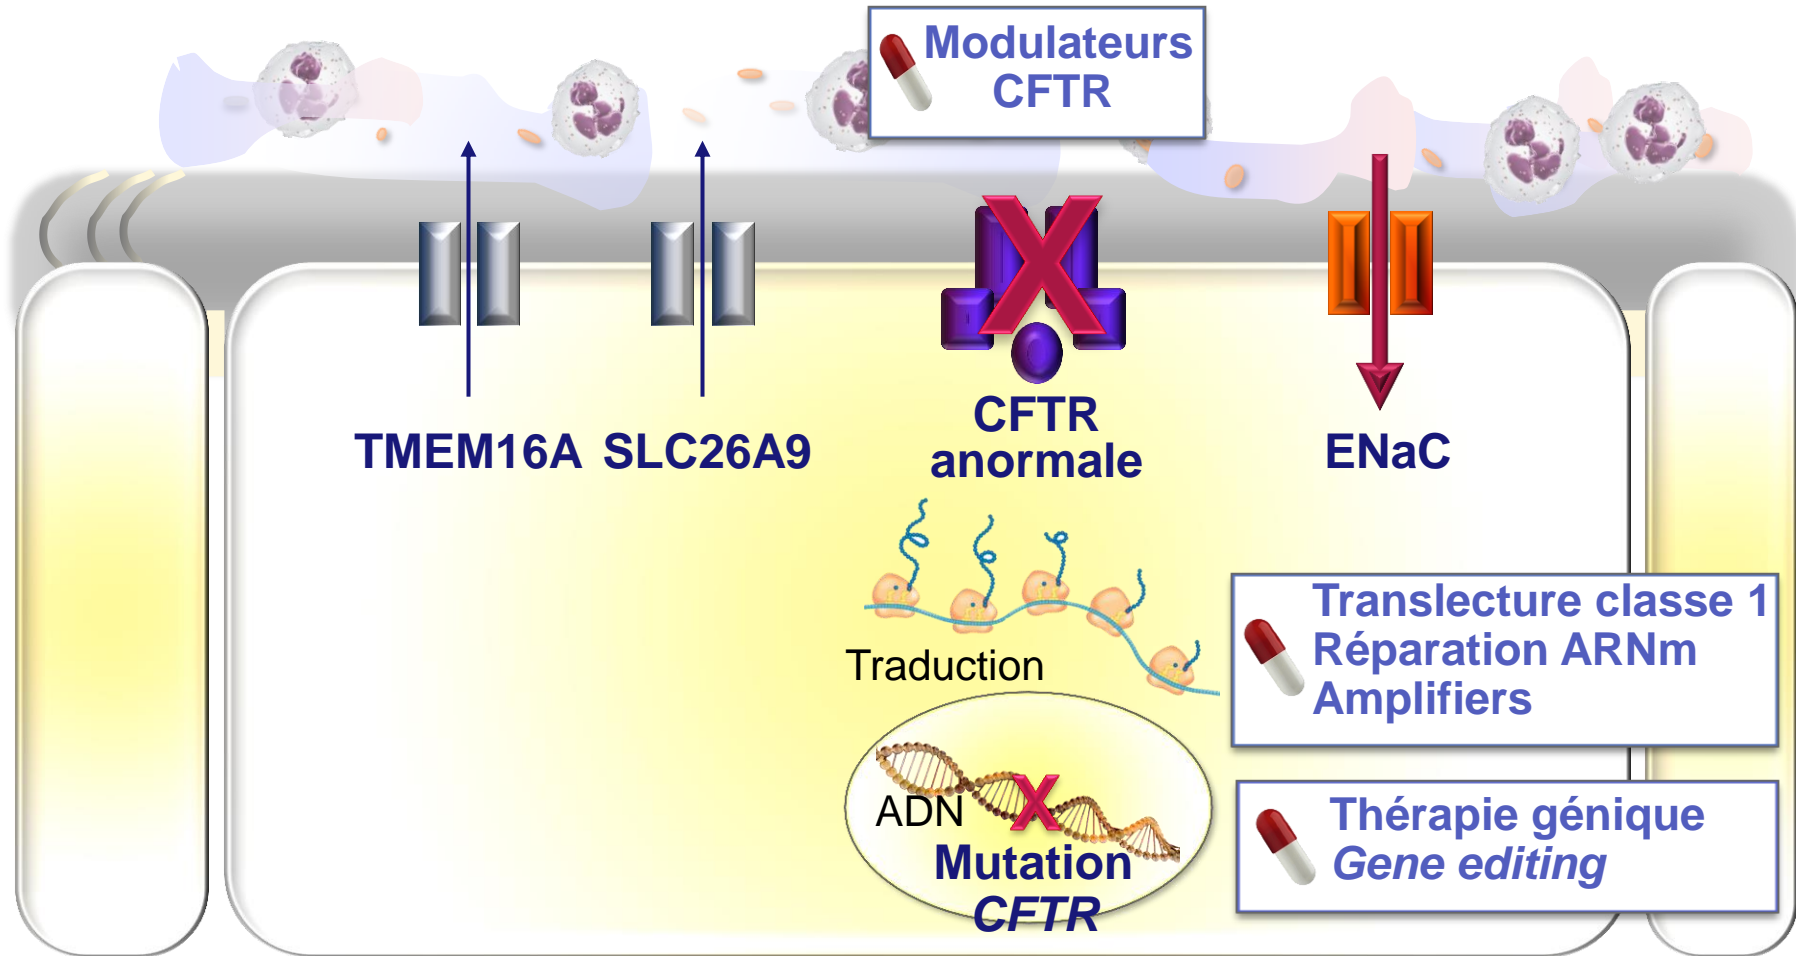 Modulateurs
CFTR
TMEM16A
SLC26A9
CFTR
anormale
ENaC
Traduction
Translecture classe 1
Réparation ARNm
Amplifiers
ADN
Mutation
CFTR
Thérapie génique
Gene editing